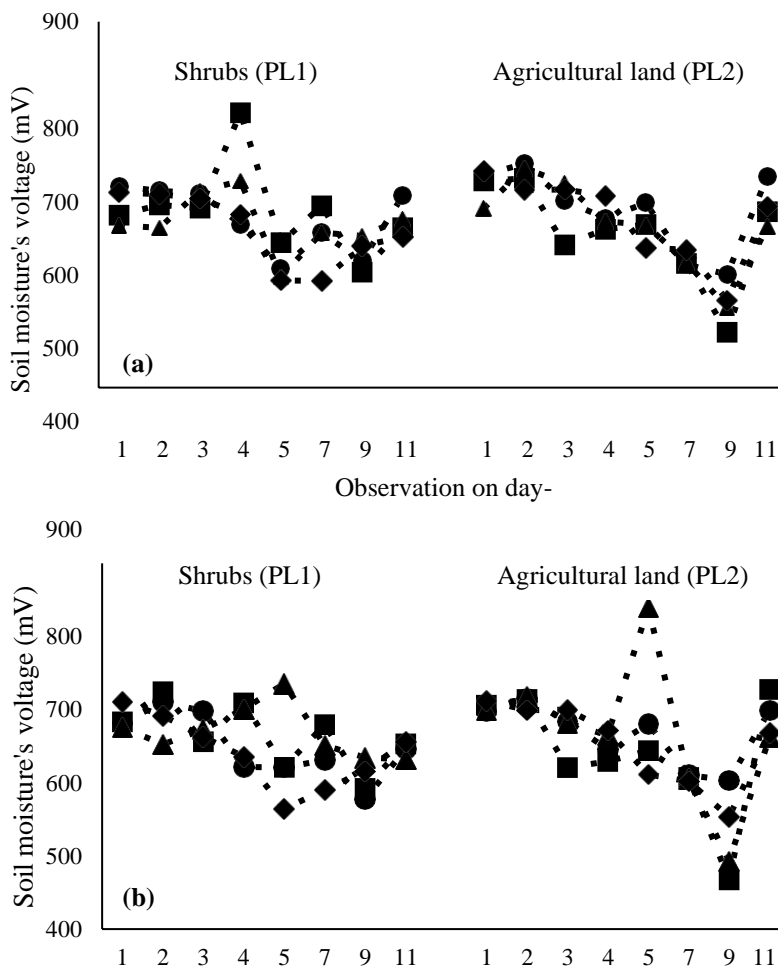 900
Shrubs (PL1) Agricultural land (PL2)
800
700
600
500
400
Soil moisture's voltage (mV)
(a)
1 2 3 4 5 7 9 11 1 2 3 4 5 7 9 11
Observation on day-
900
Shrubs (PL1) Agricultural land (PL2)
800
700
600
500
400
Soil moisture's voltage (mV)
(b)
1 2 3 4 5 7 9 11 1 2 3 4 5 7 9 11